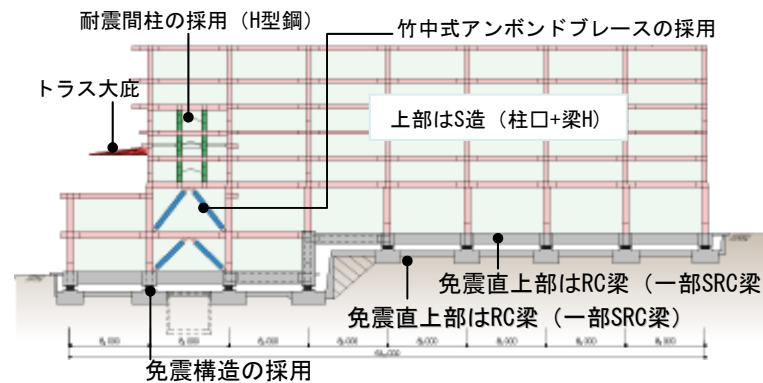 耐震間柱の採用（H型鋼）
竹中式アンボンドブレースの採用
トラス大庇
上部はS造（柱口+梁H）
免震直上部はRC梁（一部SRC梁
免震直上部はRC梁（一部SRC梁）
免震構造の採用